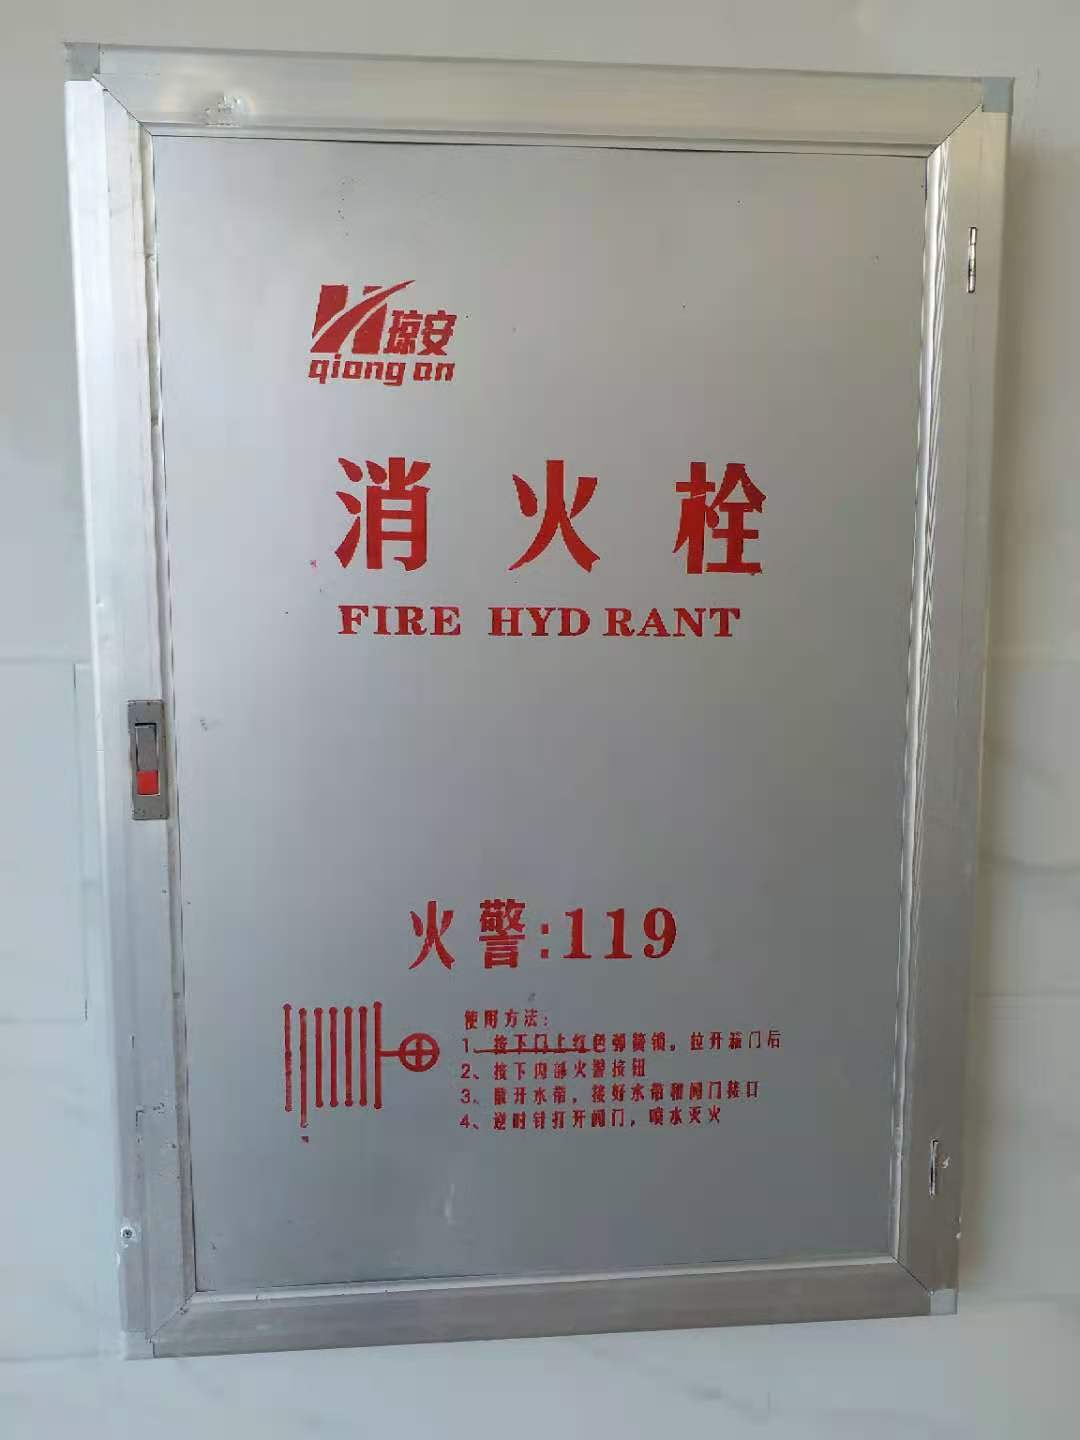 琼安
qiong an
消火栓
FIRE HYDRANT
火警:119
使用方法：
1、按下门上红色弹簧锁。拉开箱门后
2、按下内部火警按钮
3、散开水带，接好水带和阀门接口
4、逆时针打开阀门，喷水灭火